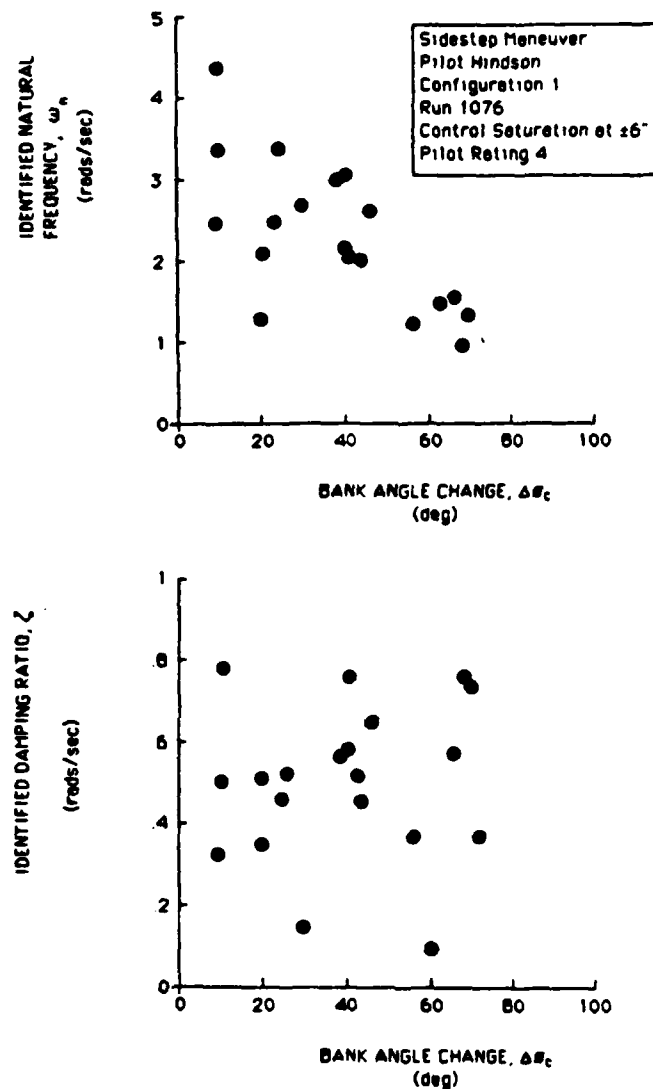 Sidestep Maneuver
Pilot Hindson
Configuration 1
Run 1076
Control Saturation at ±6"
Pilot Rating 4
IDENTIFIED NATURAL
FREQUENCY, ωn
(rads/sec)
5
4
3
2
1
0
0 20 40 60 80 100
BANK ANGLE CHANGE, Δøc
(deg)
IDENTIFIED DAMPING RATIO, ζ
(rads/sec)
1
8
6
4
2
0
0 20 40 60 80 100
BANK ANGLE CHANGE, Δøc
(deg)